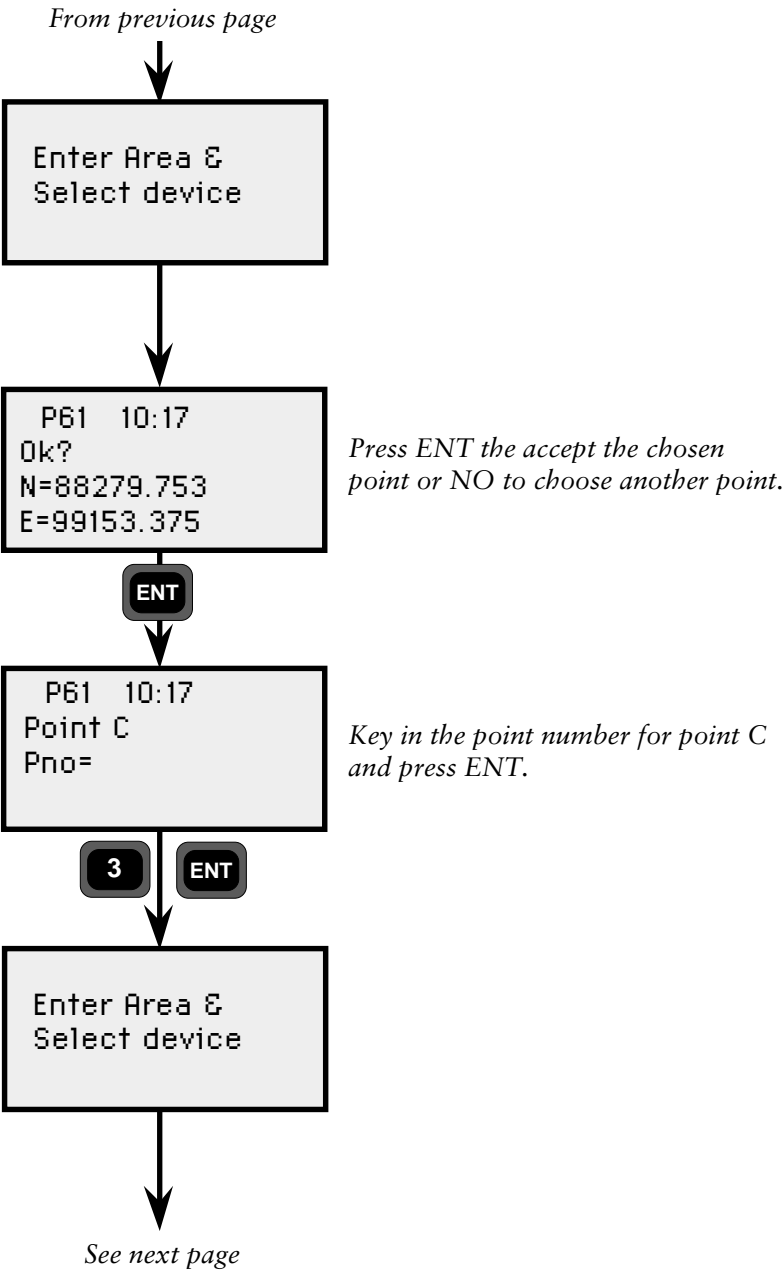 From previous page
Enter Area &
Select device
P61 10:17
Ok?
N=88279.753
E=99153.375
Press ENT the accept the chosen
point or NO to choose another point.
ENT
P61 10:17
Point C
Pno=
Key in the point number for point C
and press ENT.
3 ENT
Enter Area &
Select device
See next page